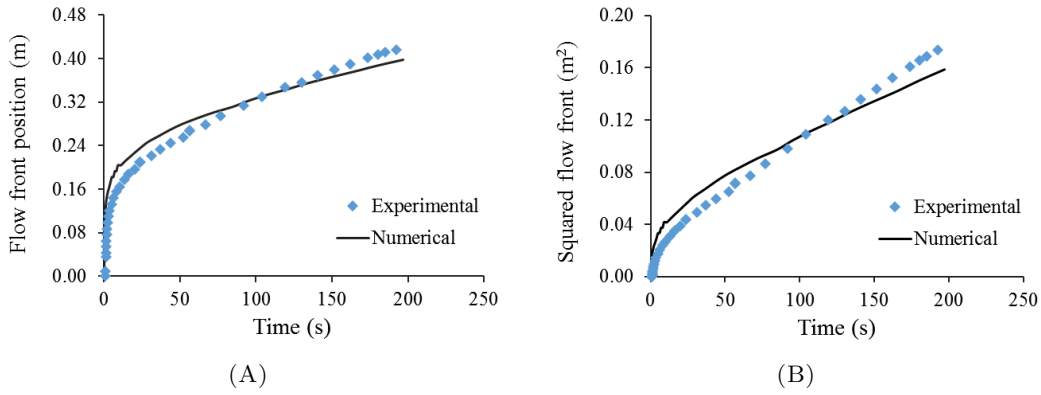 0.48
0.40
0.32
0.24
0.16
0.08
0.00
Flow front position (m)
Experimental
Numerical
0 50 100 150 200 250
Time (s)
(A)
0.20
0.16
0.12
0.08
0.04
0.00
Squared flow front (m²)
Experimental
Numerical
0 50 100 150 200 250
Time (s)
(B)